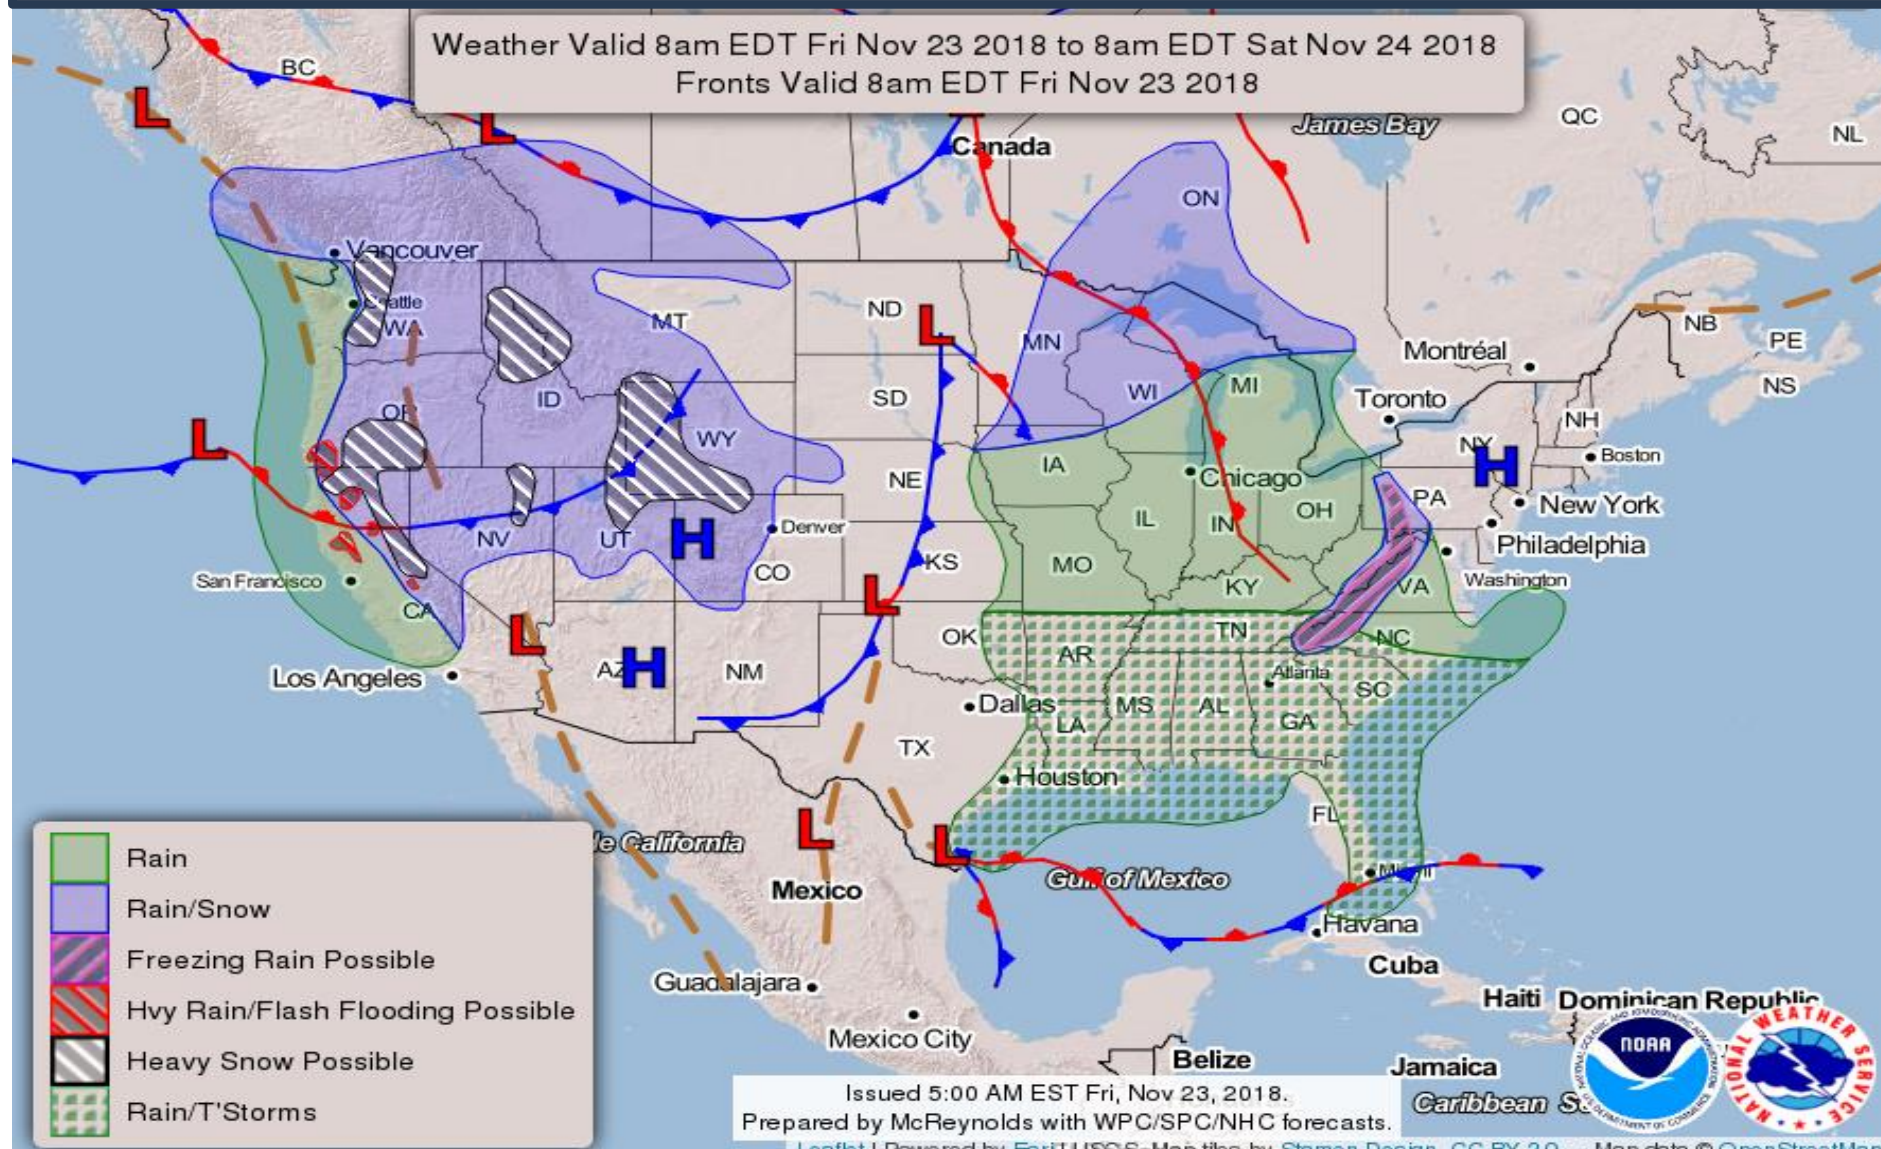 Weather Valid 8am EDT Fri Nov 23 2018 to 8am EDT Sat Nov 24 2018
Fronts Valid 8am EDT Fri Nov 23 2018
BC
L
L
Canada
James Bay
QC
NL
ON
Vancouver
Seattle
WA
MT
ND
L
MN
NB
PE
NS
Montréal
OR
ID
WY
SD
WI
MI
Toronto
NH
NY
H
Boston
L
NE
IA
Chicago
PA
New York
NV
UT
H
Denver
IL
IN
OH
Philadelphia
San Francisco
CO
KS
MO
KY
VA
Washington
CA
L
L
OK
AR
TN
NC
Los Angeles
AZ
H
NM
Dallas
MS
AL
Atlanta
SC
LA
GA
TX
Houston
FL
L
L
Miami
California
Mexico
Gulf of Mexico
Havana
Cuba
Guadalajara
Mexico City
Haiti
Dominican Republic
Belize
Jamaica
Caribbean
Rain
Rain/Snow
Freezing Rain Possible
Hvy Rain/Flash Flooding Possible
Heavy Snow Possible
Rain/T'Storms
Issued 5:00 AM EST Fri, Nov 23, 2018.
Prepared by McReynolds with WPC/SPC/NHC forecasts.
NOAA
NATIONAL WEATHER SERVICE